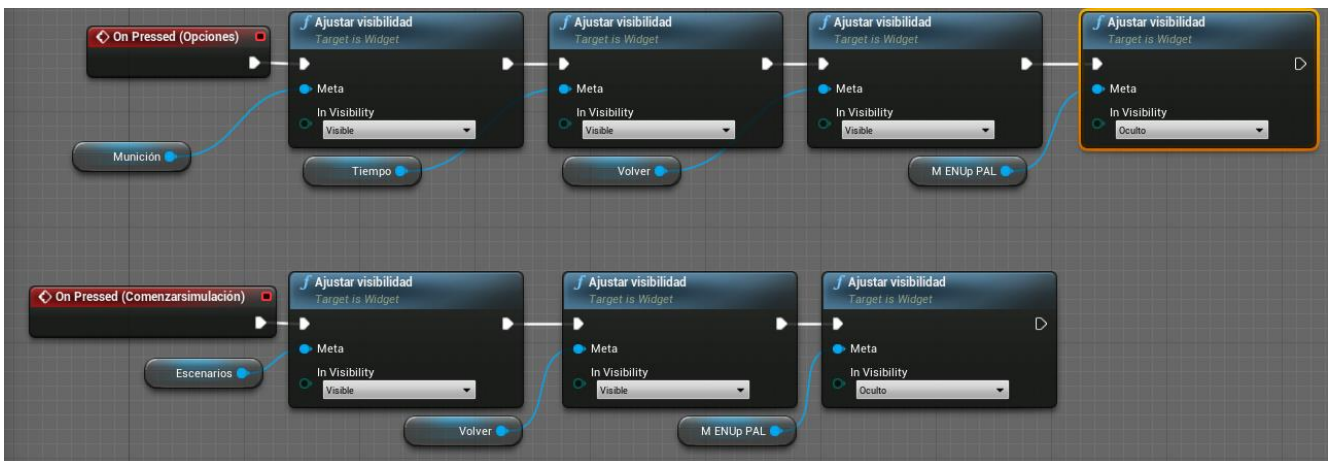 On Pressed (Opciones)
f Ajustar visibilidad
Target is Widget
Meta
In Visibility
Visible
f Ajustar visibilidad
Target is Widget
Meta
In Visibility
Visible
f Ajustar visibilidad
Target is Widget
Meta
In Visibility
Visible
f Ajustar visibilidad
Target is Widget
Meta
In Visibility
Oculto
Munición
Tiempo
Volver
M ENUp PAL
On Pressed (Comenzarsimulación)
f Ajustar visibilidad
Target is Widget
Meta
In Visibility
Visible
f Ajustar visibilidad
Target is Widget
Meta
In Visibility
Visible
f Ajustar visibilidad
Target is Widget
Meta
In Visibility
Oculto
Escenarios
Volver
M ENUp PAL